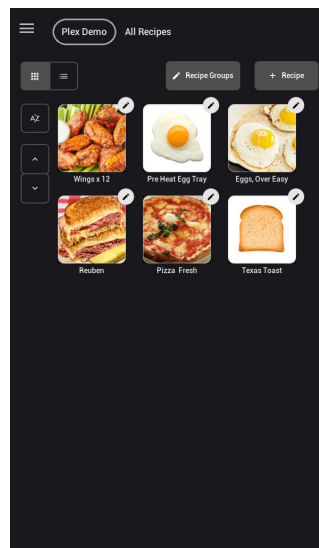 Plex Demo
All Recipes
Recipe Groups
+ Recipe
AZ
Wings x 12
Pre Heat Egg Tray
Eggs, Over Easy
Reuben
Pizza Fresh
Texas Toast